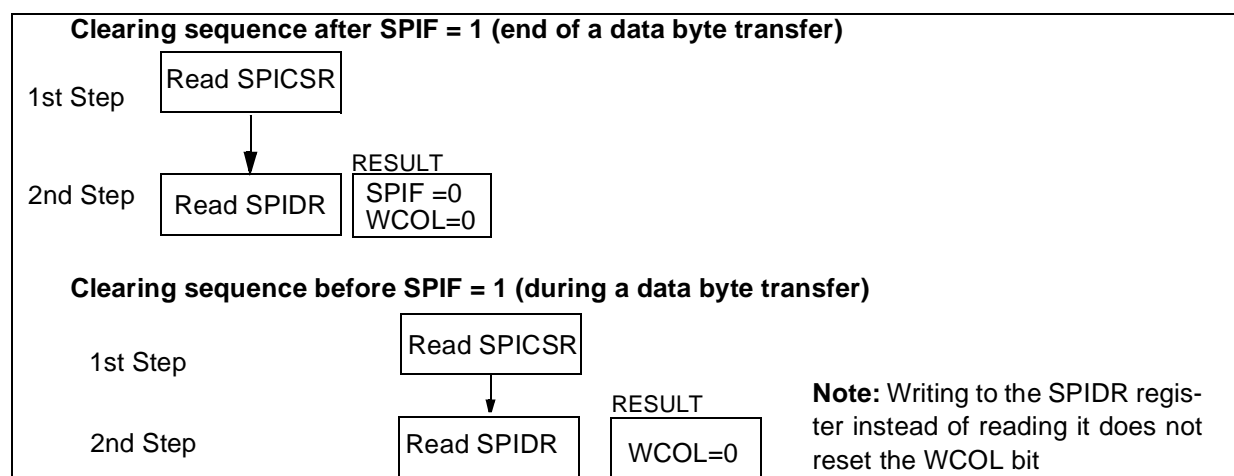 Clearing sequence after SPIF = 1 (end of a data byte transfer)
1st Step
Read SPICSR
2nd Step
Read SPIDR
RESULT
SPIF =0
WCOL=0
Clearing sequence before SPIF = 1 (during a data byte transfer)
1st Step
Read SPICSR
2nd Step
Read SPIDR
RESULT
WCOL=0
Note: Writing to the SPIDR regis-
ter instead of reading it does not
reset the WCOL bit